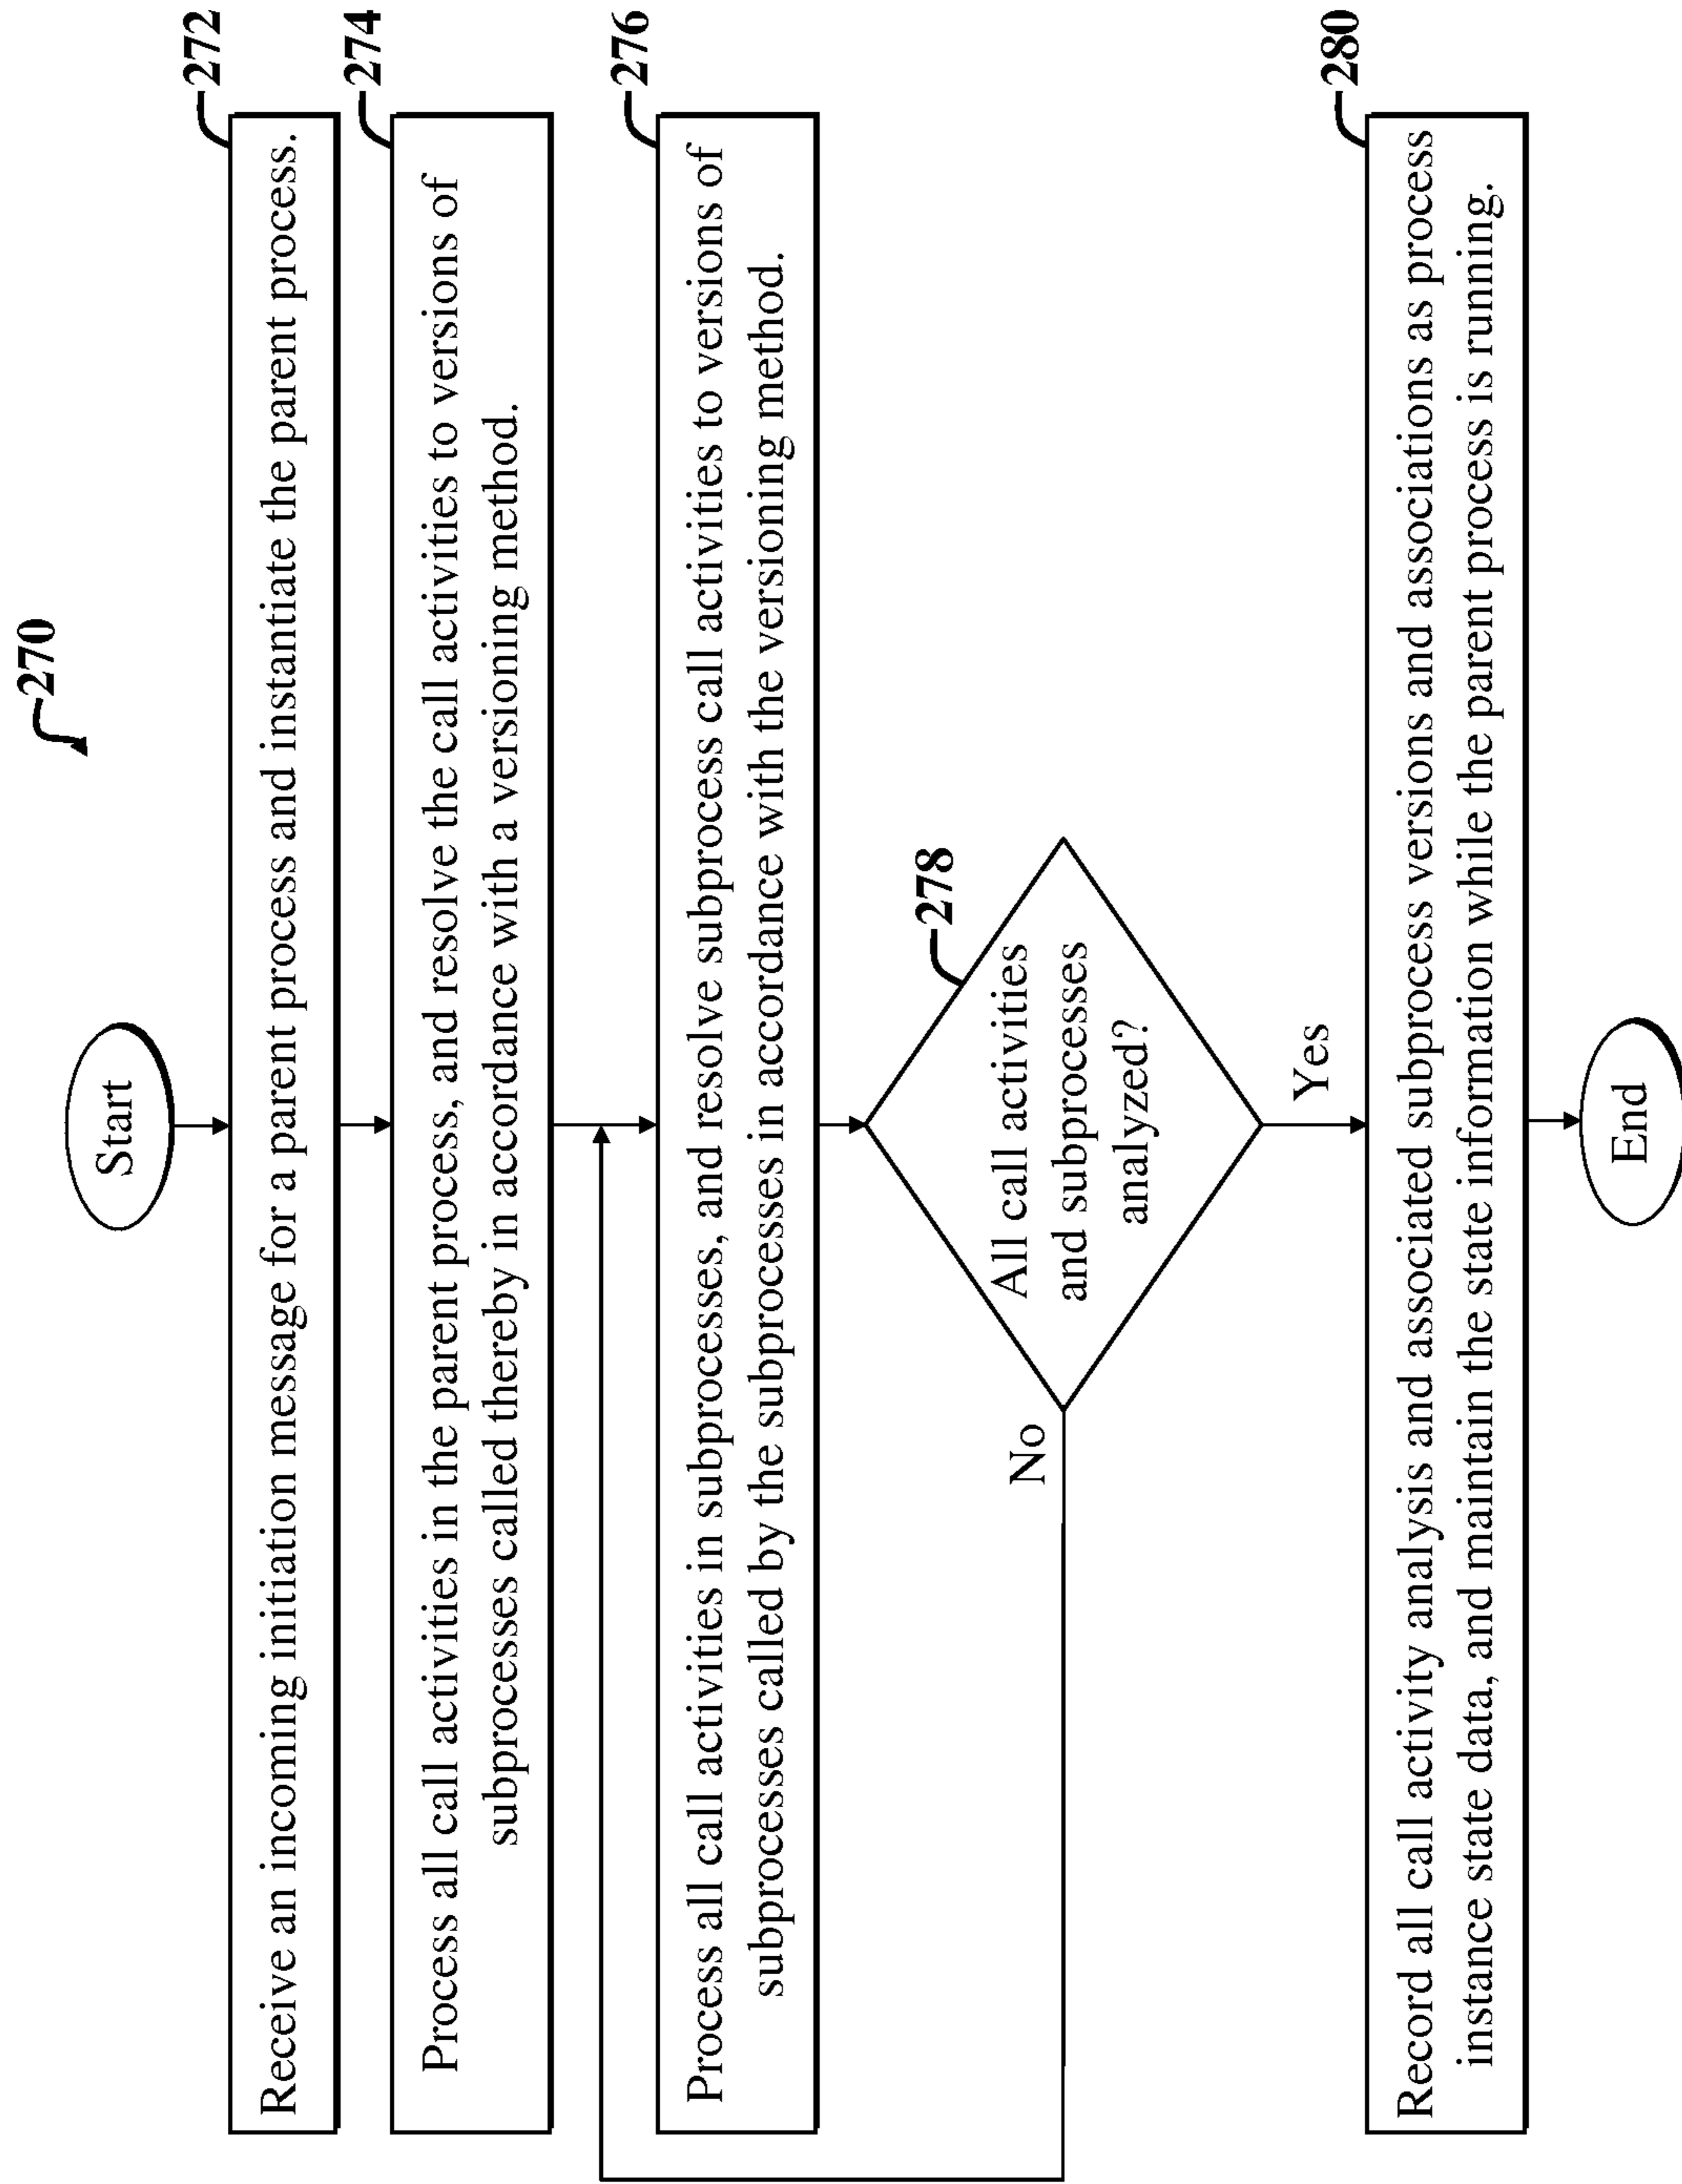 270
Start
272
Receive an incoming initiation message for a parent process and instantiate the parent process.
274
Process all call activities in the parent process, and resolve the call activities to versions of
subprocesses called thereby in accordance with a versioning method.
276
Process all call activities in subprocesses, and resolve subprocess call activities to versions of
subprocesses called by the subprocesses in accordance with the versioning method.
278
All call activities
and subprocesses
analyzed?
No
Yes
280
Record all call activity analysis and associated subprocess versions and associations as process
instance state data, and maintain the state information while the parent process is running.
End